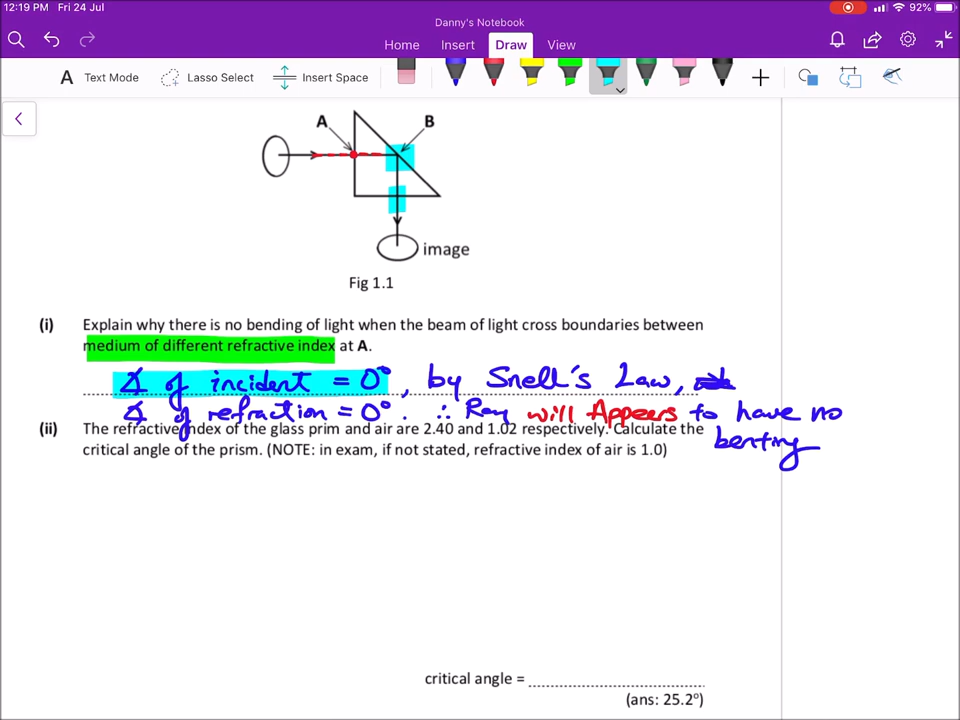 12:19 PM Fri 24 Jul
92%
Danny's Notebook
Home Insert Draw View
A Text Mode Lasso Select Insert Space
A
B
image
Fig 1.1
(i) Explain why there is no bending of light when the beam of light cross boundaries between
medium of different refractive index at A.
∡ of incident = 0°, by Snell's Law,
∡ of refraction = 0°. ∴ Ray will Appears to have no
benting
(ii) The refractive index of the glass prim and air are 2.40 and 1.02 respectively. Calculate the
critical angle of the prism. (NOTE: in exam, if not stated, refractive index of air is 1.0)
critical angle =
(ans: 25.2°)